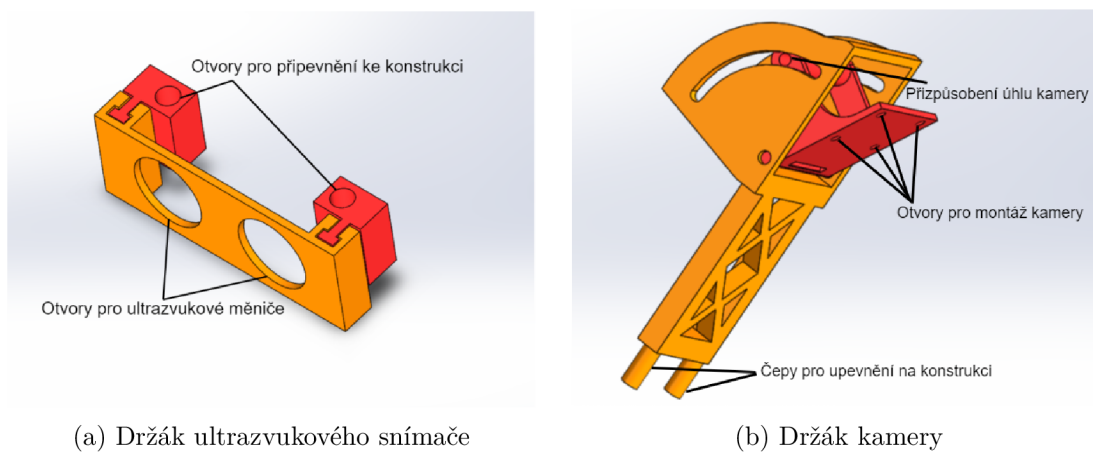 Otvory pro připevnění ke konstrukci
Otvory pro ultrazvukové měniče
(a) Držák ultrazvukového snímače
Přizpůsobení úhlu kamery
Otvory pro montáž kamery
Čepy pro upevnění na konstrukci
(b) Držák kamery